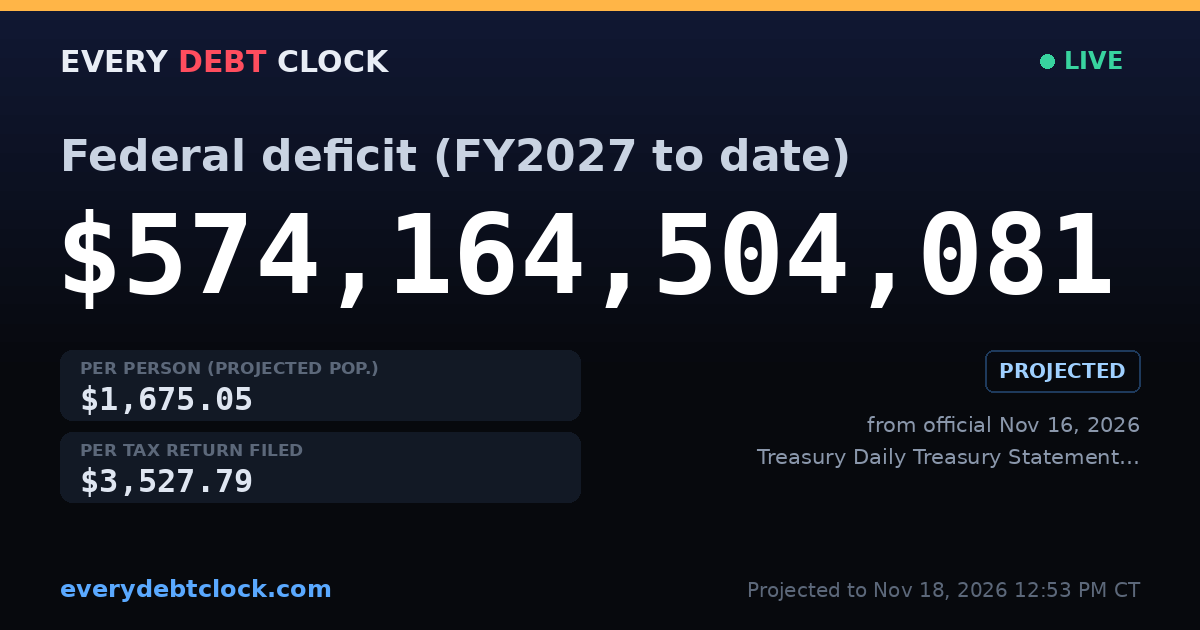 EVERY DEBT CLOCK
LIVE
Federal deficit (FY2027 to date)
$574,164,504,081
PER PERSON (PROJECTED POP.)
$1,675.05
PER TAX RETURN FILED
$3,527.79
PROJECTED
from official Nov 16, 2026
Treasury Daily Treasury Statement…
everydebtclock.com
Projected to Nov 18, 2026 12:53 PM CT